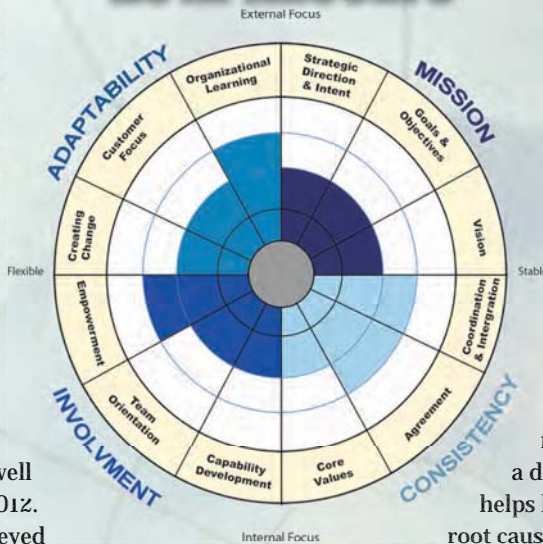 External Focus
ADAPTABILITY
MISSION
Organizational
Learning
Strategic
Direction
& Intent
Customer
Focus
Goals &
Objectives
Creating
Change
Vision
Flexible
Empowerment
Coordination
& Intergration
Team
Orientation
Agreement
Capability
Development
Core
Values
INVOLVMENT
CONSISTENCY
well
a d
helps
eved
root caus
Internal Focus